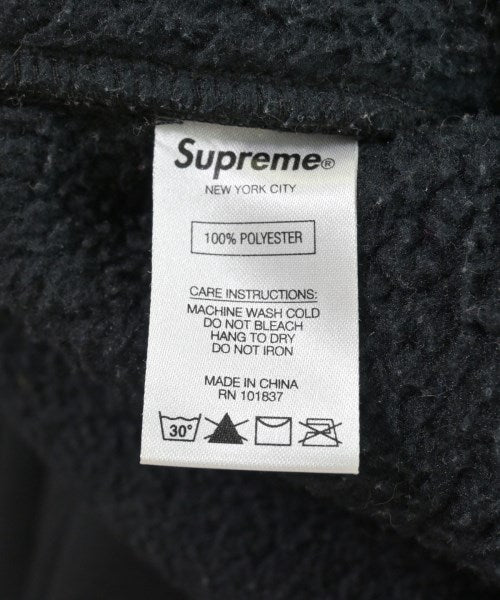 Supreme®
NEW YORK CITY
100% POLYESTER
CARE INSTRUCTIONS:
MACHINE WASH COLD
DO NOT BLEACH
HANG TO DRY
DO NOT IRON
MADE IN CHINA
RN 101837
30°